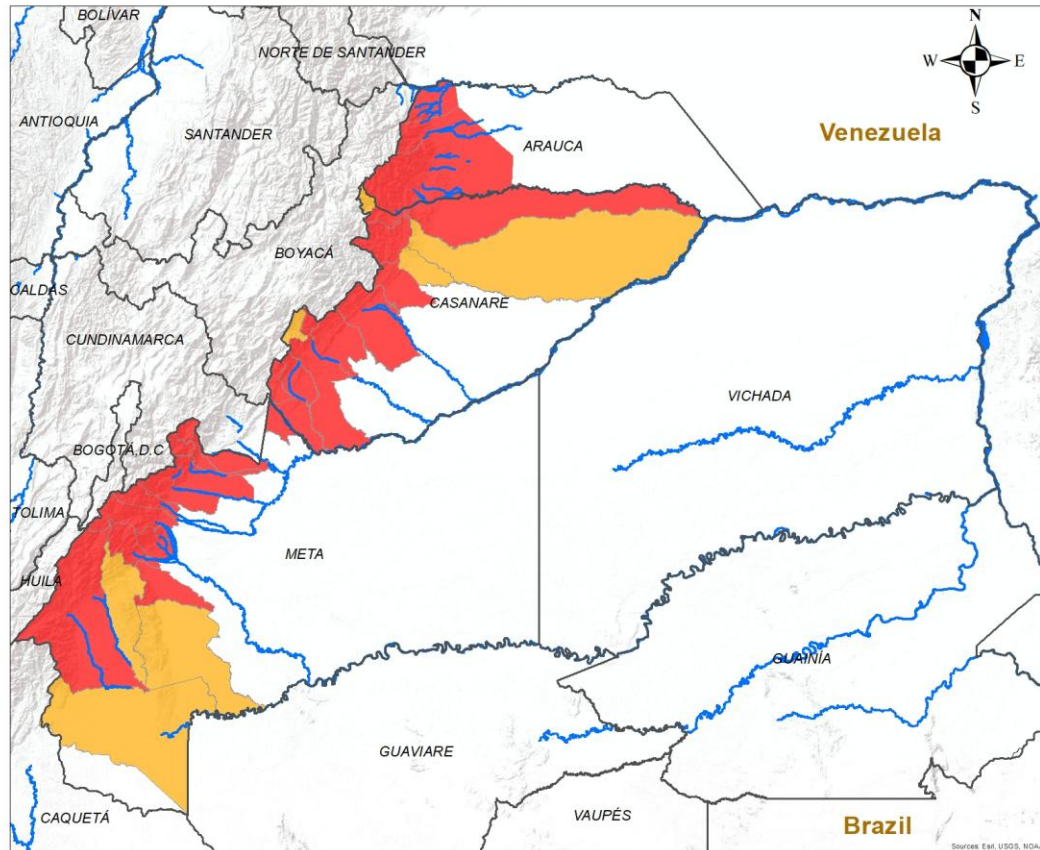 BOLÍVAR
N
NORTE DE SANTANDER
W
E
S
ANTIOQUIA
SANTANDER
Venezuela
ARAUCA
BOYACÁ
CALDAS
CASANARE
CUNDINAMARCA
VICHADA
BOGOTÁ,D.C
TOLIMA
META
HUILA
GUAINÍA
GUAVIARE
CAQUETÁ
VAUPÉS
Brazil
Sources: Esri, USGS, NOAA